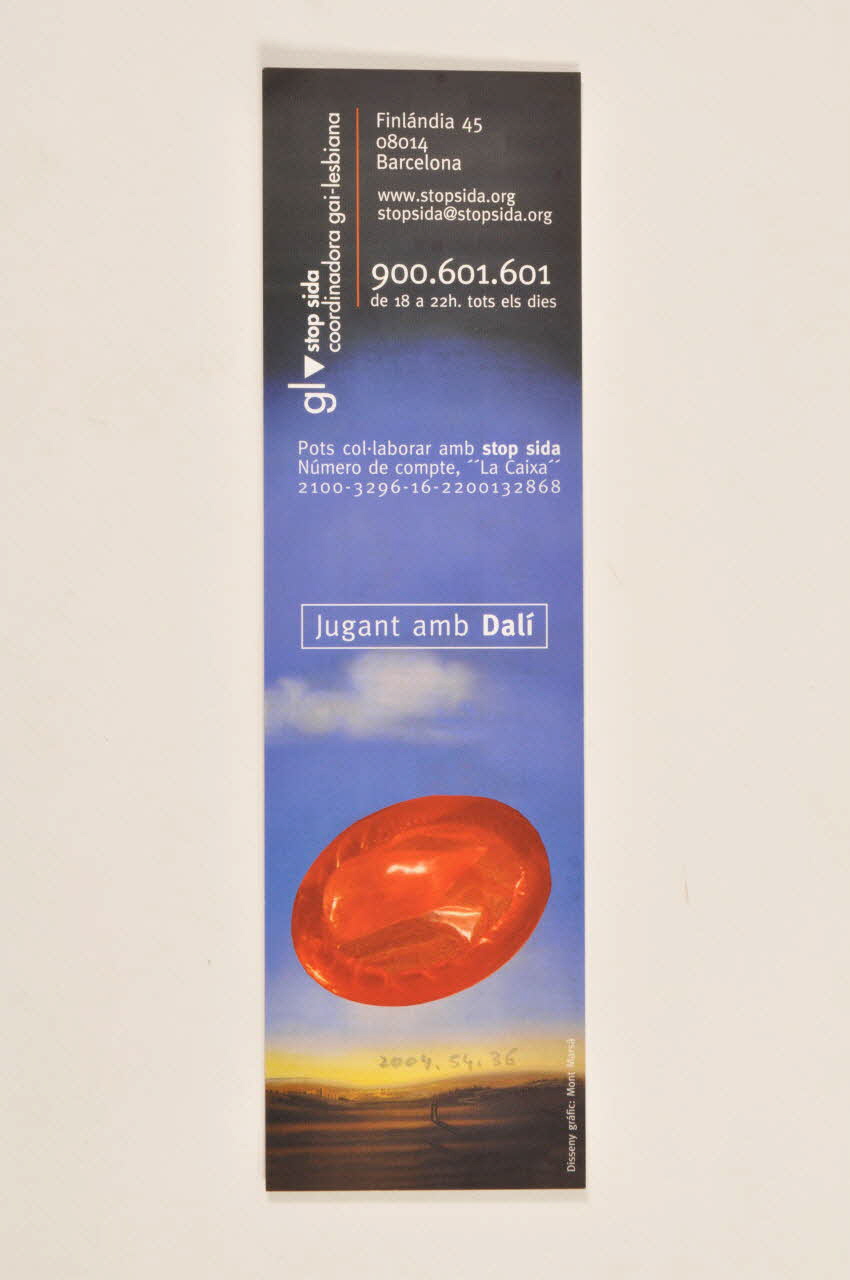 gl stop sida
coordinadora gai-lesbiana
Finlándia 45
08014
Barcelona
www.stopsida.org
stopsida@stopsida.org
900.601.601
de 18 a 22h. tots els dies
Pots col·laborar amb stop sida
Número de compte, ´´La Caixa´´
2100-3296-16-2200132868
Jugant amb Dalí
2004.54.36
Disseny gráfic: Mont Marsà